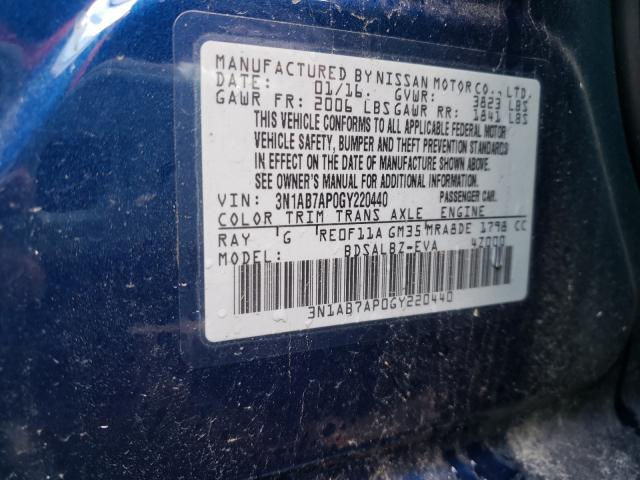 MANUFACTURED BY NISSAN MOTOR CO., LTD.
DATE: 01/16. GVWR: 3823 LBS
GAWR FR: 2006 LBS GAWR RR: 1841 LBS
THIS VEHICLE CONFORMS TO ALL APPLICABLE FEDERAL MOTOR
VEHICLE SAFETY, BUMPER AND THEFT PREVENTION STANDARDS
IN EFFECT ON THE DATE OF MANUFACTURE SHOWN ABOVE.
SEE OWNER'S MANUAL FOR ADDITIONAL INFORMATION.
VIN: 3N1AB7AP0GY220440 PASSENGER CAR.
COLOR TRIM TRANS AXLE ENGINE
RAY G RE0F11A GM35 MRA8DE 1798 CC
MODEL: BDSALBZ-EVA 4Z000
3N1AB7AP0GY220440